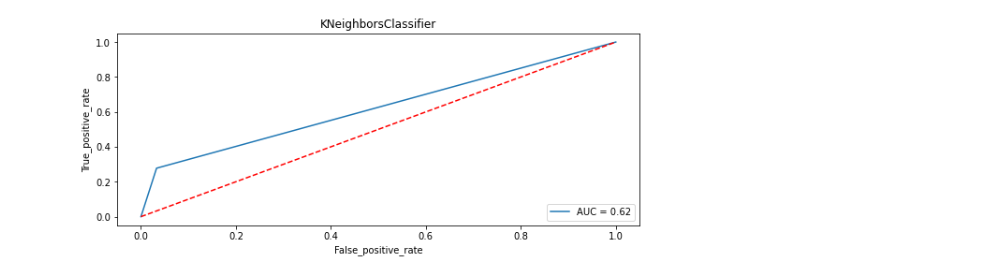 KNeighborsClassifier
1.0
0.8
0.6
0.4
0.2
0.0
True_positive_rate
AUC = 0.62
0.0 0.2 0.4 0.6 0.8 1.0
False_positive_rate